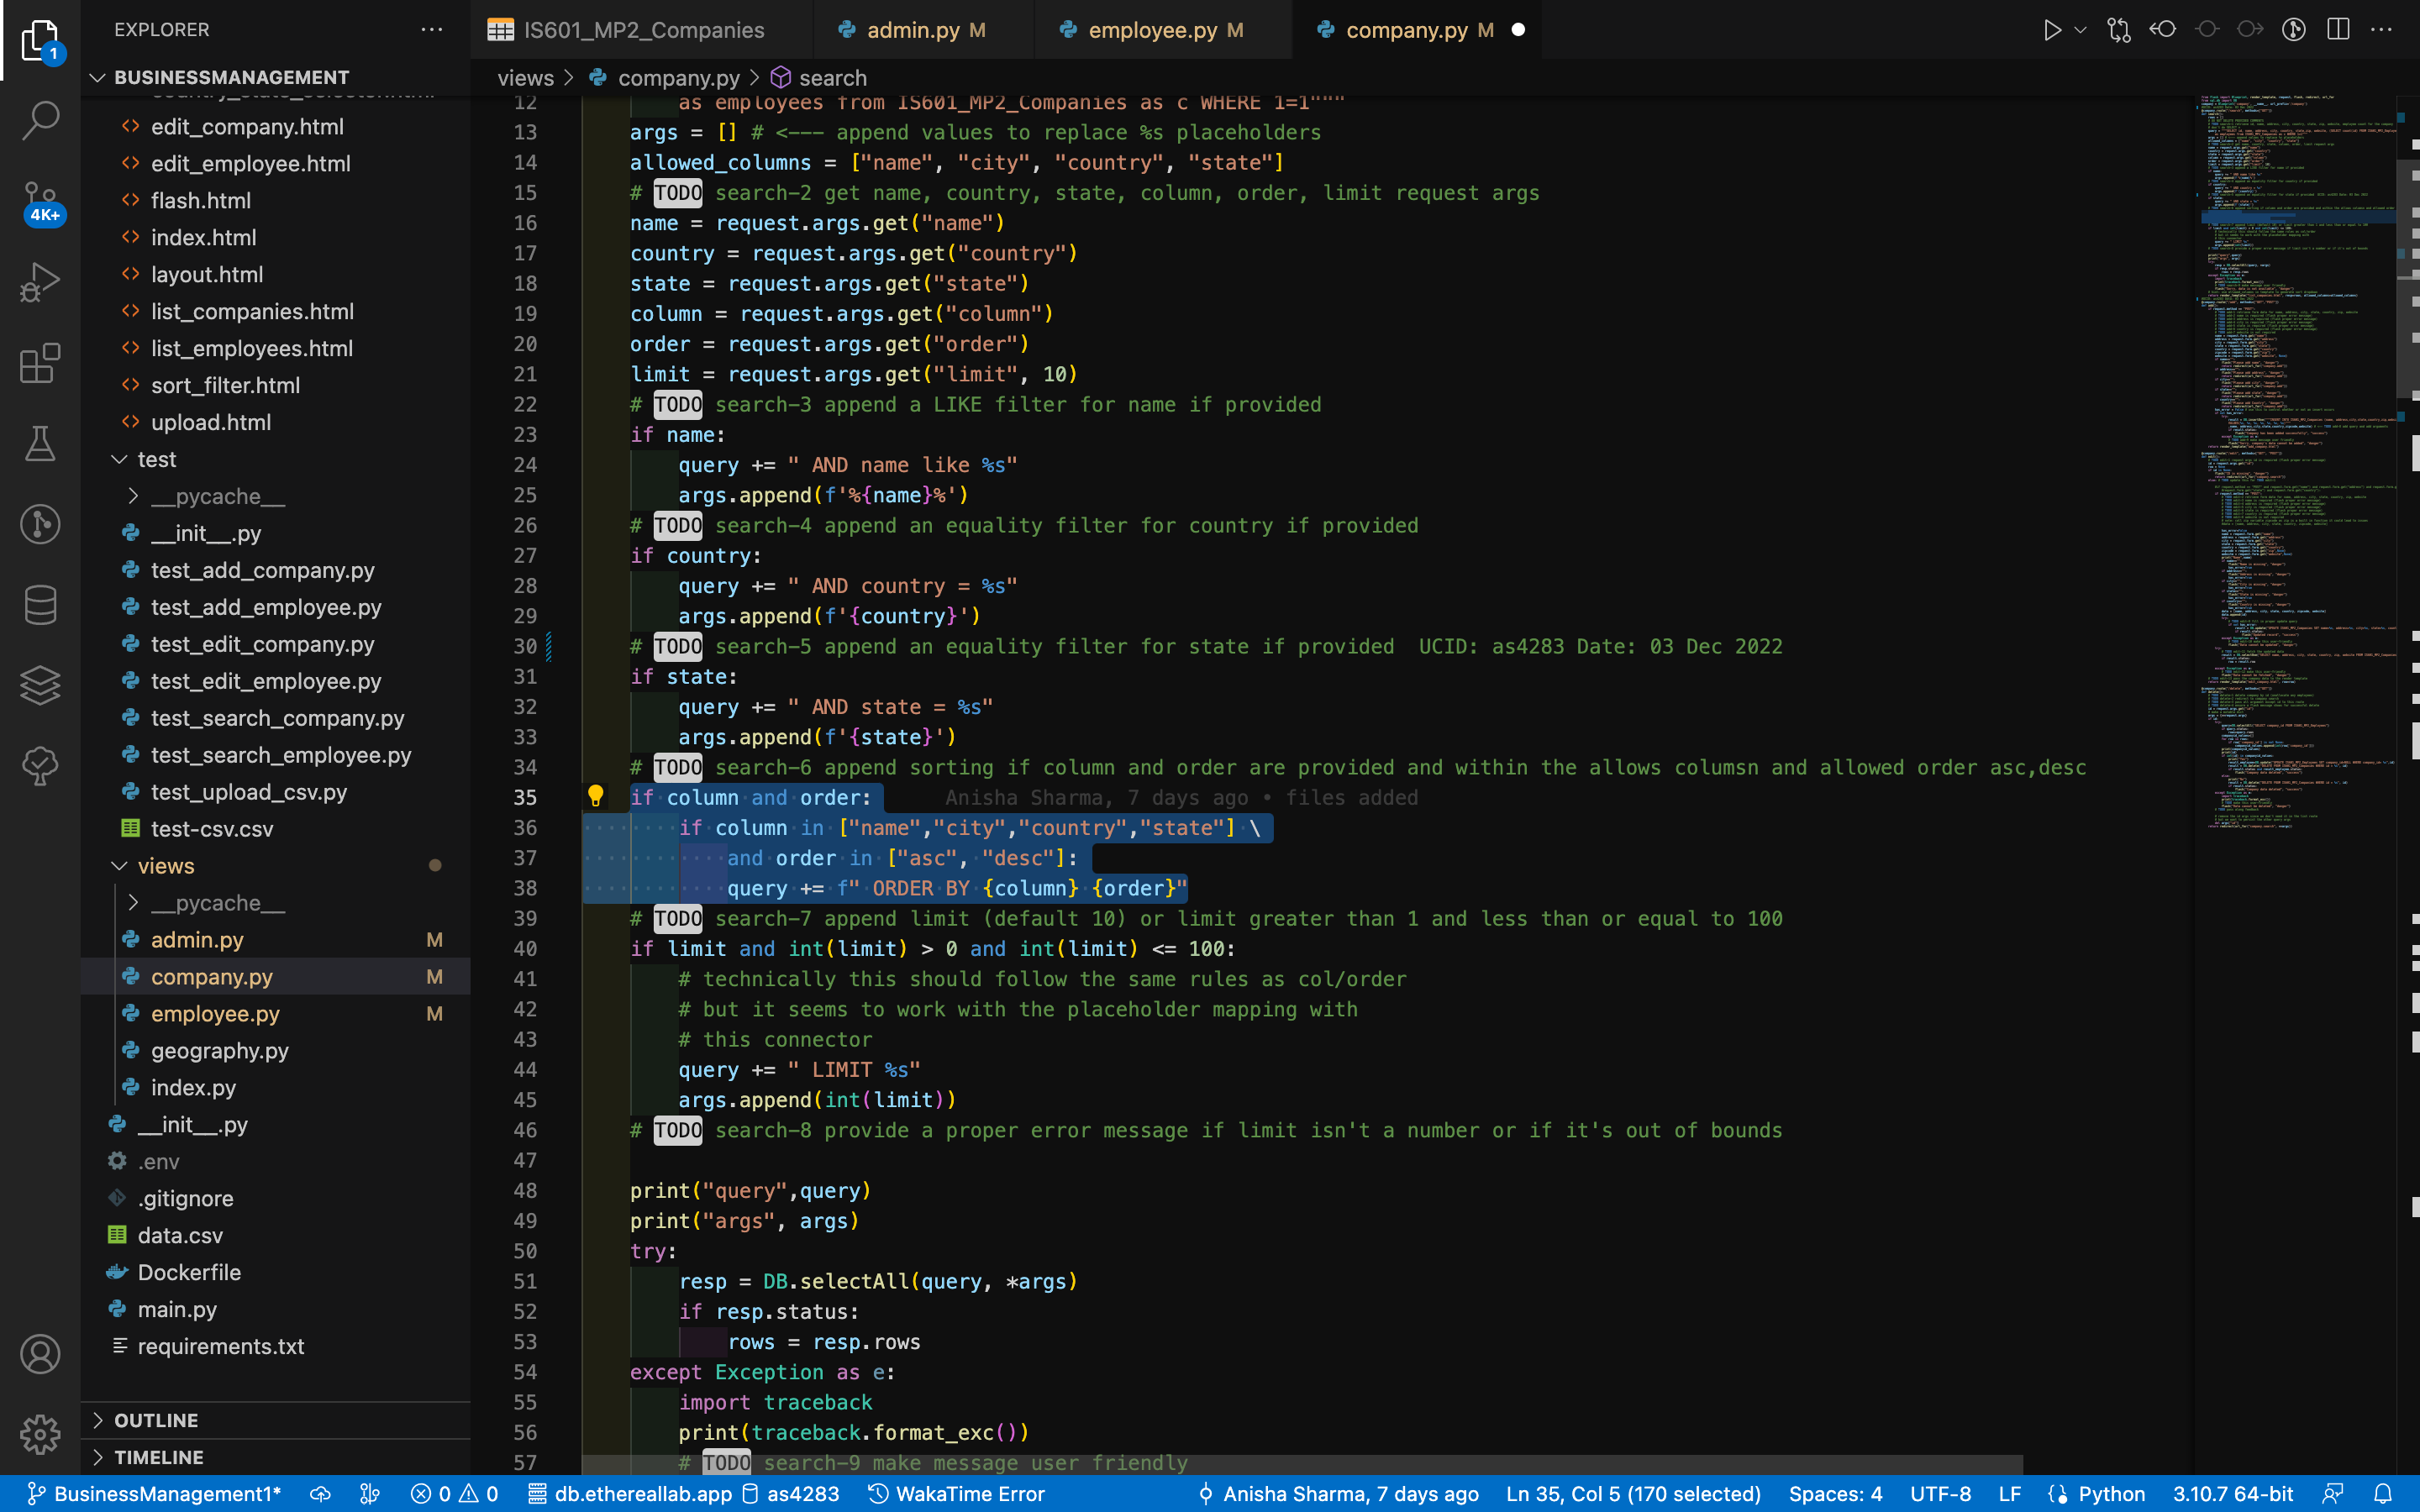 EXPLORER
IS601_MP2_Companies
admin.py M
employee.py M
company.py M
1
BUSINESSMANAGEMENT
views > company.py > search
country_state_selector.html
edit_company.html
edit_employee.html
flash.html
index.html
layout.html
list_companies.html
list_employees.html
sort_filter.html
upload.html
test
__pycache__
__init__.py
test_add_company.py
test_add_employee.py
test_edit_company.py
test_edit_employee.py
test_search_company.py
test_search_employee.py
test_upload_csv.py
test-csv.csv
views
__pycache__
admin.py M
company.py M
employee.py M
geography.py
index.py
__init__.py
.env
.gitignore
data.csv
Dockerfile
main.py
requirements.txt
OUTLINE
TIMELINE
4K+
12 as employees from IS601_MP2_Companies as c WHERE 1=1"""
13 args = [] # <--- append values to replace %s placeholders
14 allowed_columns = ["name", "city", "country", "state"]
15 # TODO search-2 get name, country, state, column, order, limit request args
16 name = request.args.get("name")
17 country = request.args.get("country")
18 state = request.args.get("state")
19 column = request.args.get("column")
20 order = request.args.get("order")
21 limit = request.args.get("limit", 10)
22 # TODO search-3 append a LIKE filter for name if provided
23 if name:
24 query += " AND name like %s"
25 args.append(f'%{name}%')
26 # TODO search-4 append an equality filter for country if provided
27 if country:
28 query += " AND country = %s"
29 args.append(f'{country}')
30 # TODO search-5 append an equality filter for state if provided  UCID: as4283 Date: 03 Dec 2022
31 if state:
32 query += " AND state = %s"
33 args.append(f'{state}')
34 # TODO search-6 append sorting if column and order are provided and within the allows columsn and allowed order asc,desc
35 if column and order: Anisha Sharma, 7 days ago • files added
36 if column in ["name","city","country","state"] \
37 and order in ["asc", "desc"]:
38 query += f" ORDER BY {column} {order}"
39 # TODO search-7 append limit (default 10) or limit greater than 1 and less than or equal to 100
40 if limit and int(limit) > 0 and int(limit) <= 100:
41 # technically this should follow the same rules as col/order
42 # but it seems to work with the placeholder mapping with
43 # this connector
44 query += " LIMIT %s"
45 args.append(int(limit))
46 # TODO search-8 provide a proper error message if limit isn't a number or if it's out of bounds
47
48 print("query",query)
49 print("args", args)
50 try:
51 resp = DB.selectAll(query, *args)
52 if resp.status:
53 rows = resp.rows
54 except Exception as e:
55 import traceback
56 print(traceback.format_exc())
57 # TODO search-9 make message user friendly
BusinessManagement1* 0 0 db.ethereallab.app as4283 WakaTime Error Anisha Sharma, 7 days ago Ln 35, Col 5 (170 selected) Spaces: 4 UTF-8 LF Python 3.10.7 64-bit